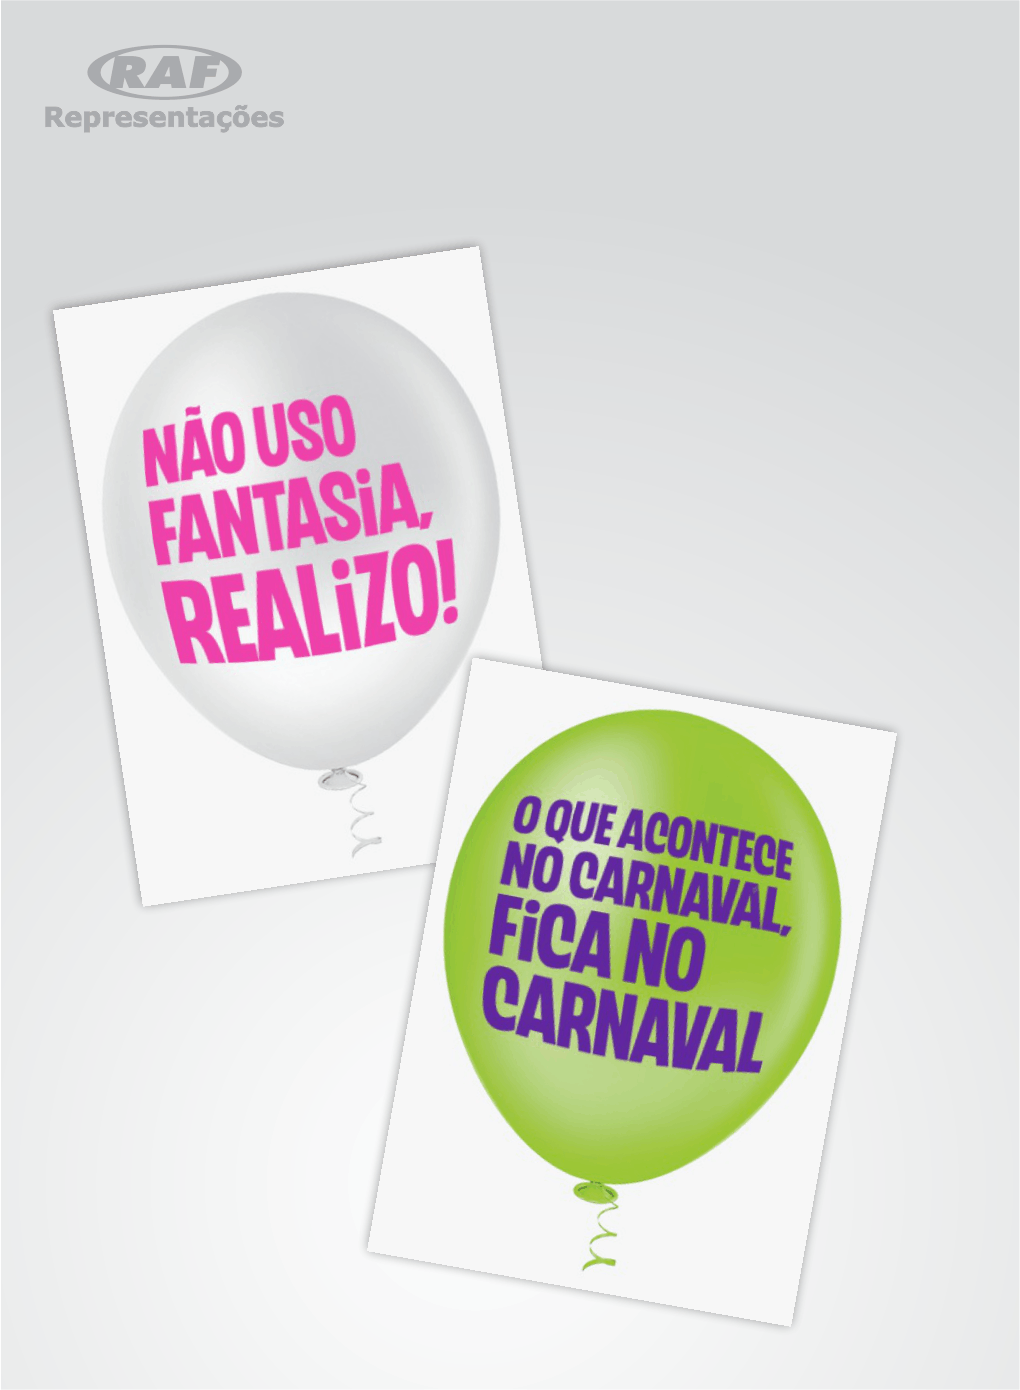 RAF
Representações
NÃO USO
FANTASiA,
REALiZO!
O QUE ACONTECE
NO CARNAVAL,
FiCA NO
CARNAVAL